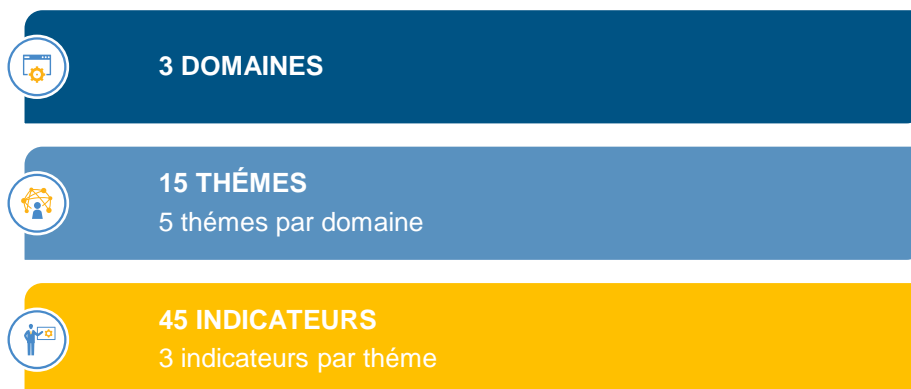 3 DOMAINES
15 THÉMES
5 thémes par domaine
45 INDICATEURS
3 indicateurs par théme